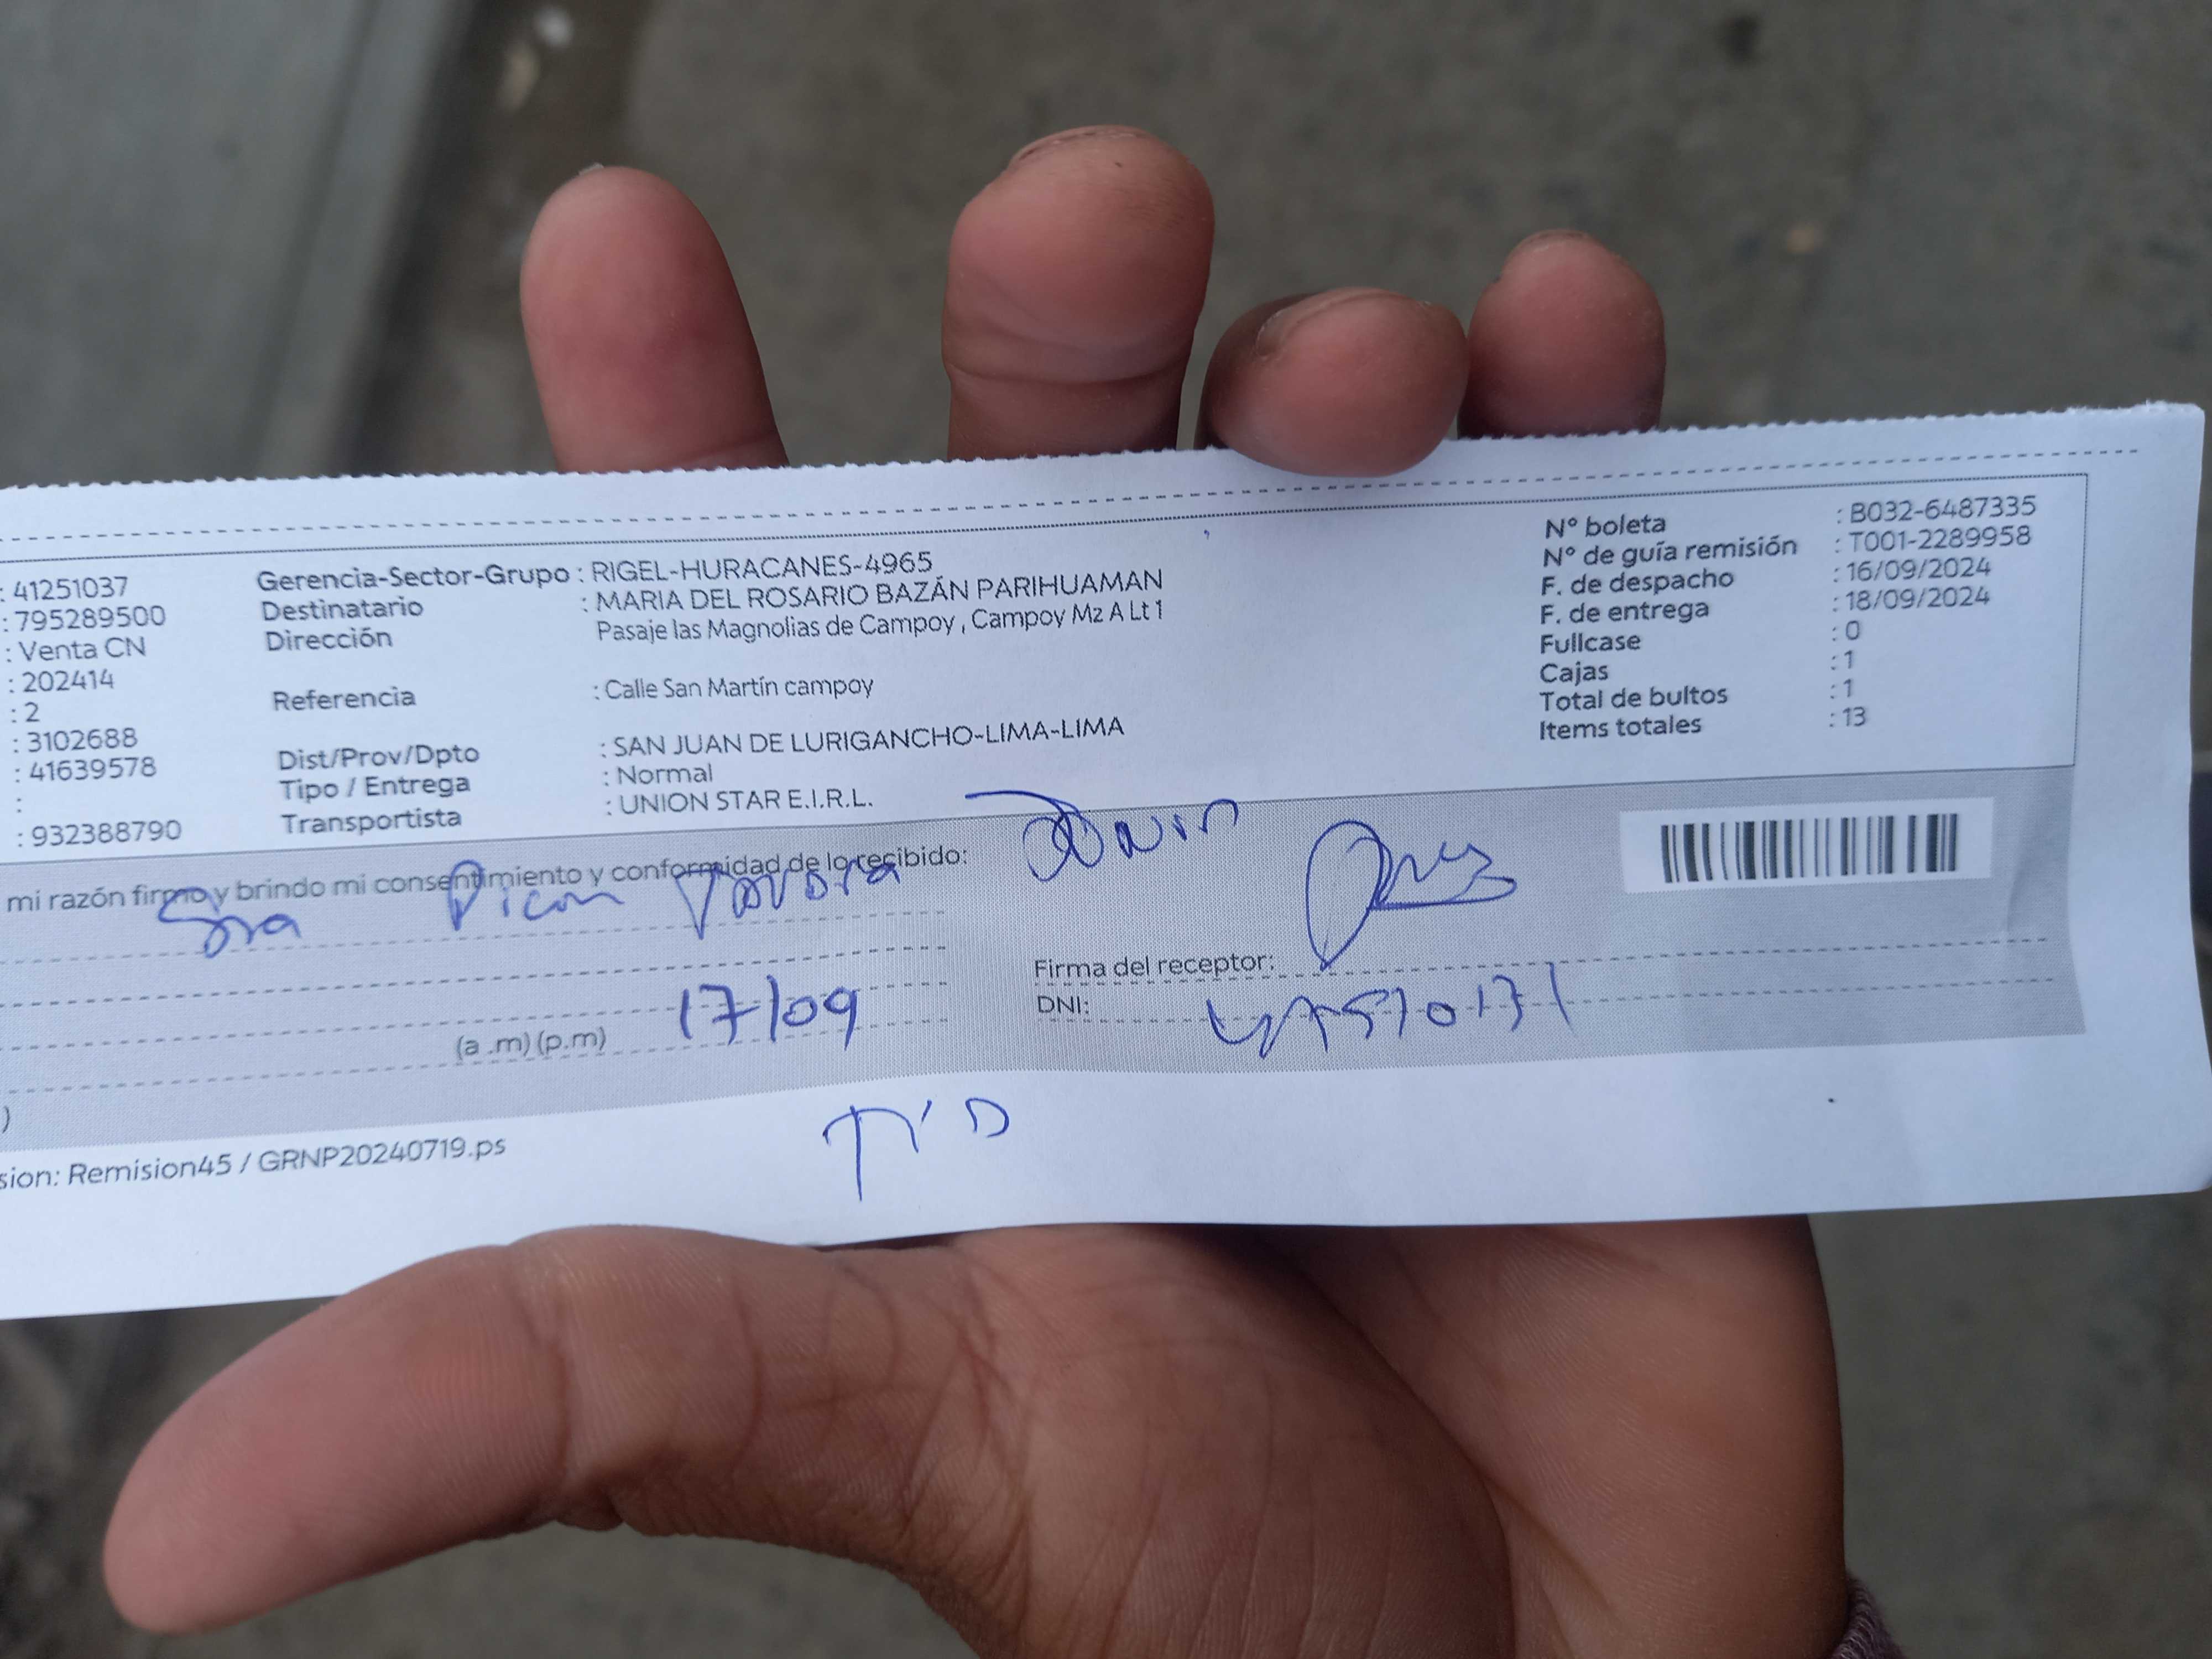 : 41251037
: 795289500
: Venta CN
: 202414
: 2
: 3102688
: 41639578
:
: 932388790
Gerencia-Sector-Grupo : RIGEL-HURACANES-4965
Destinatario : MARIA DEL ROSARIO BAZÁN PARIHUAMAN
Dirección Pasaje las Magnolias de Campoy , Campoy Mz A Lt 1
Referencia : Calle San Martín campoy
Dist/Prov/Dpto : SAN JUAN DE LURIGANCHO-LIMA-LIMA
Tipo / Entrega : Normal
Transportista : UNION STAR E.I.R.L.
N° boleta : B032-6487335
N° de guía remisión : T001-2289958
F. de despacho : 16/09/2024
F. de entrega : 18/09/2024
Fullcase : 0
Cajas : 1
Total de bultos : 1
Items totales : 13
mi razón firmo y brindo mi consentimiento y conformidad de lo recibido:
Sra Picon
Firma del receptor:
(a .m) (p.m) 17/09
DNI:
)
sion: Remision45 / GRNP20240719.ps